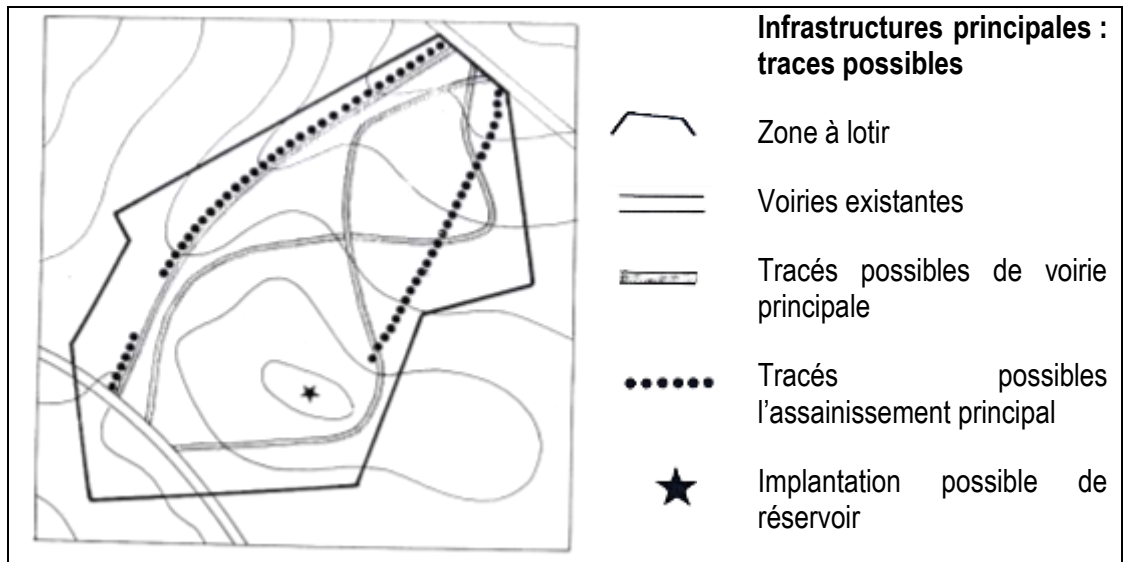 Infrastructures principales :
traces possibles
Zone à lotir
Voiries existantes
Tracés possibles de voirie
principale
Tracés possibles
l’assainissement principal
Implantation possible de
réservoir